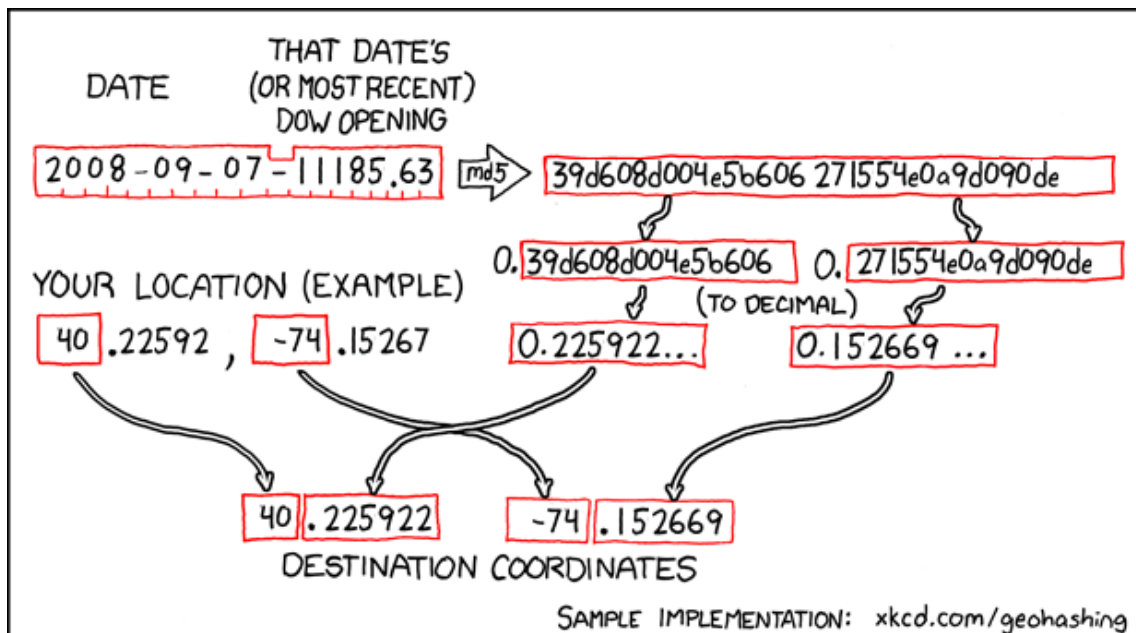 DATE
THAT DATE'S
(OR MOST RECENT)
DOW OPENING
2008-09-07-11185.63
md5
39d608d004e5b606 271554e0a9d090de
0.39d608d004e5b606
0.271554e0a9d090de
(TO DECIMAL)
YOUR LOCATION (EXAMPLE)
40.22592, -74.15267
0.225922...
0.152669...
40.225922
-74.152669
DESTINATION COORDINATES
SAMPLE IMPLEMENTATION: xkcd.com/geohashing